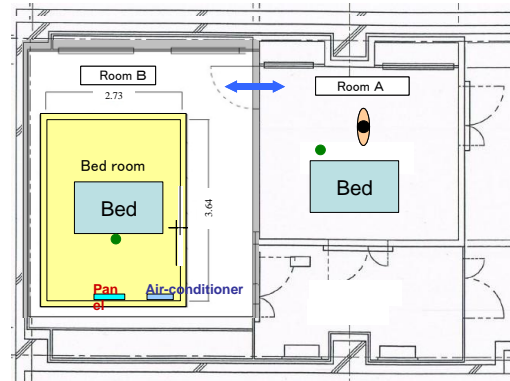 Room B
Room A
2.73
Bed room
3.64
Bed
Bed
Pan
el
Air-conditioner